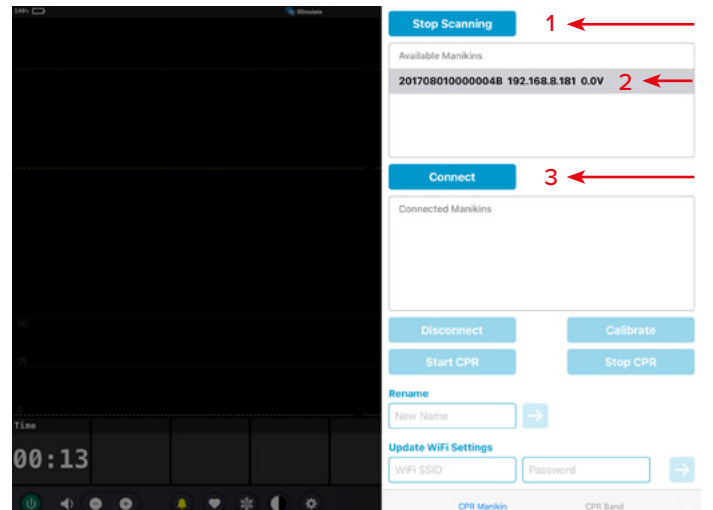 100%
Simulate
50
25
0
Time
00:13
Stop Scanning
1
Available Manikins
201708010000004B 192.168.8.181 0.0V
2
Connect
3
Connected Manikins
Disconnect
Calibrate
Start CPR
Stop CPR
Rename
New Name
Update WiFi Settings
WiFi SSID
Password
CPR Manikin
CPR Band